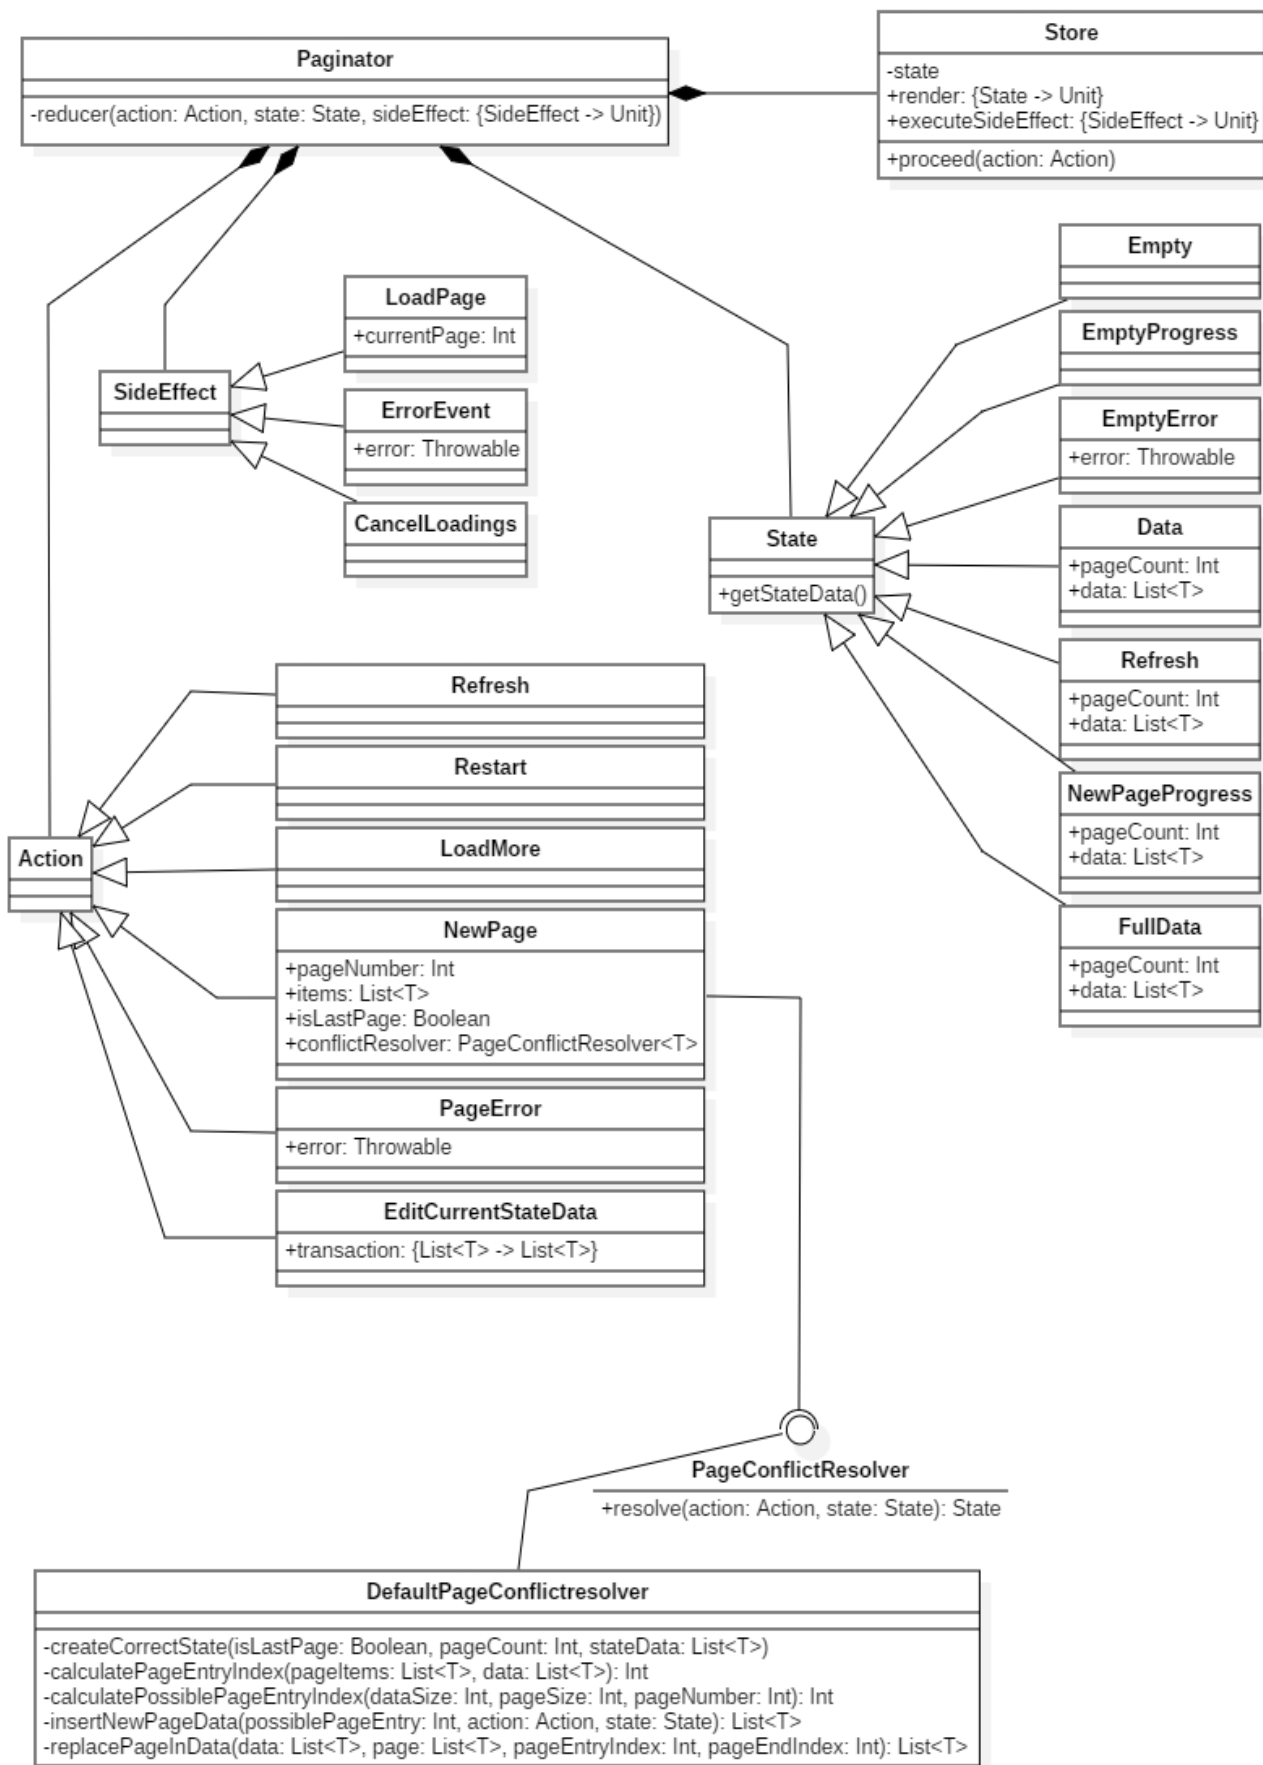 Paginator
-reducer(action: Action, state: State, sideEffect: {SideEffect -> Unit})
Store
-state
+render: {State -> Unit}
+executeSideEffect: {SideEffect -> Unit}
+proceed(action: Action)
SideEffect
LoadPage
+currentPage: Int
ErrorEvent
+error: Throwable
CancelLoadings
State
+getStateData()
Empty
EmptyProgress
EmptyError
+error: Throwable
Data
+pageCount: Int
+data: List<T>
Refresh
+pageCount: Int
+data: List<T>
NewPageProgress
+pageCount: Int
+data: List<T>
FullData
+pageCount: Int
+data: List<T>
Action
Refresh
Restart
LoadMore
NewPage
+pageNumber: Int
+items: List<T>
+isLastPage: Boolean
+conflictResolver: PageConflictResolver<T>
PageError
+error: Throwable
EditCurrentStateData
+transaction: {List<T> -> List<T>}
PageConflictResolver
+resolve(action: Action, state: State): State
DefaultPageConflictresolver
-createCorrectState(isLastPage: Boolean, pageCount: Int, stateData: List<T>)
-calculatePageEntryIndex(pageItems: List<T>, data: List<T>): Int
-calculatePossiblePageEntryIndex(dataSize: Int, pageSize: Int, pageNumber: Int): Int
-insertNewPageData(possiblePageEntry: Int, action: Action, state: State): List<T>
-replacePageInData(data: List<T>, page: List<T>, pageEntryIndex: Int, pageEndIndex: Int): List<T>